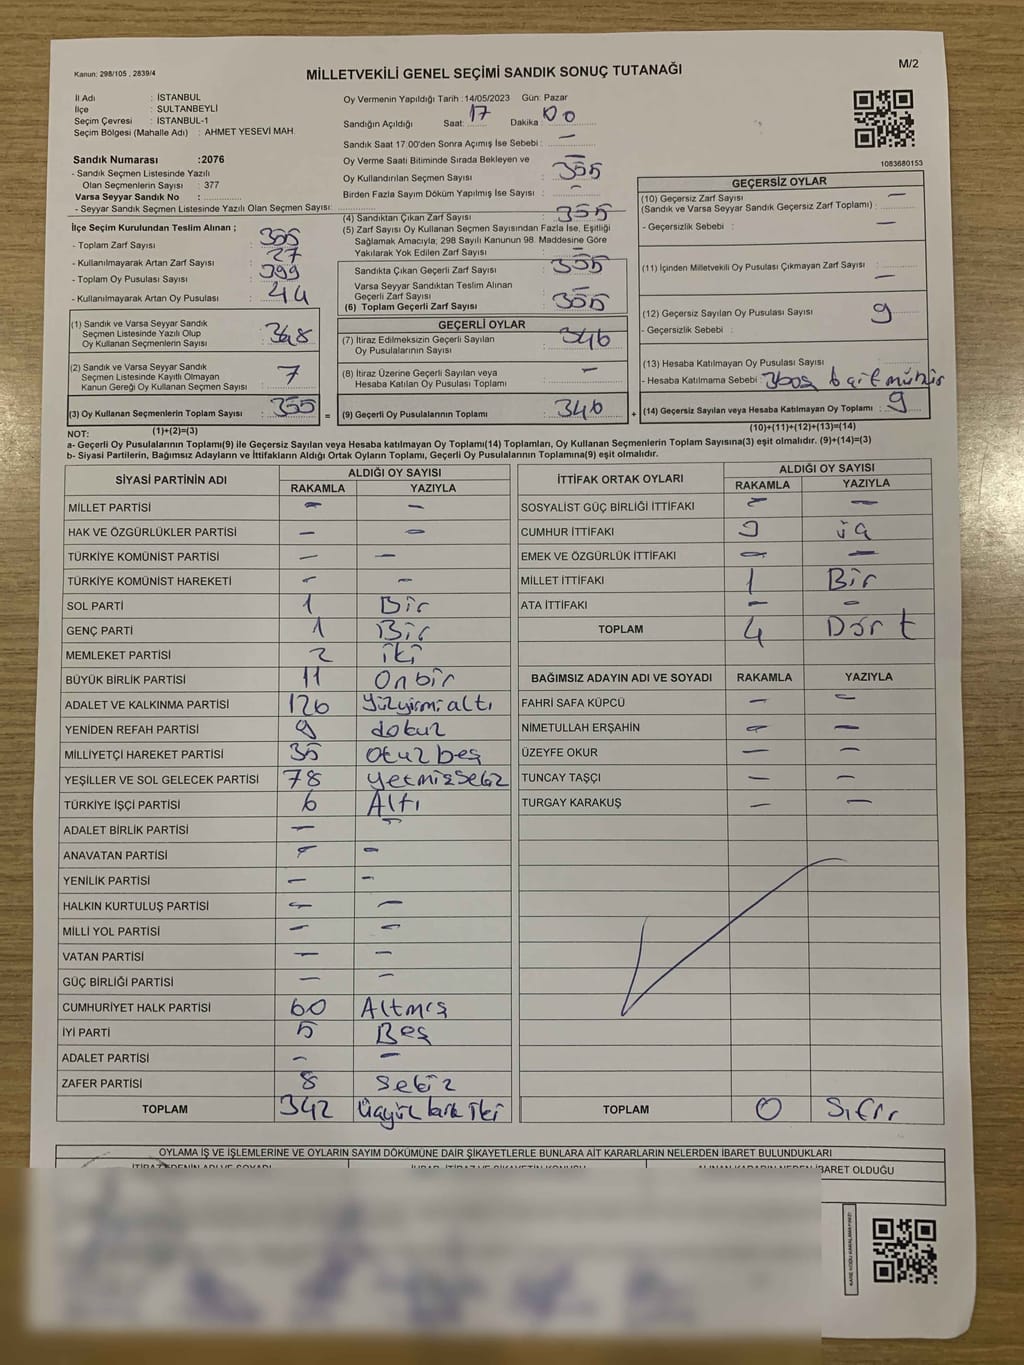 Kanun: 298/105 , 2839/4
MİLLETVEKİLİ GENEL SEÇİMİ SANDIK SONUÇ TUTANAĞI
M/2
İl Adı : İSTANBUL
İlçe : SULTANBEYLİ
Seçim Çevresi : İSTANBUL-1
Seçim Bölgesi (Mahalle Adı) : AHMET YESEVİ MAH.
Sandık Numarası :2076
- Sandık Seçmen Listesinde Yazılı
Olan Seçmenlerin Sayısı : 377
Varsa Seyyar Sandık No :
- Seyyar Sandık Seçmen Listesinde Yazılı Olan Seçmen Sayısı:
Oy Vermenin Yapıldığı Tarih :14/05/2023 Gün: Pazar
Sandığın Açıldığı Saat: 17 Dakika: 00
Sandık Saat 17:00'den Sonra Açımış İse Sebebi : —
Oy Verme Saati Bitiminde Sırada Bekleyen ve
Oy Kullandırılan Seçmen Sayısı : 355
Birden Fazla Sayım Döküm Yapılmış İse Sayısı : -
1083680153
İlçe Seçim Kurulundan Teslim Alınan ;
- Toplam Zarf Sayısı :
- Kullanılmayarak Artan Zarf Sayısı : 27
- Toplam Oy Pusulası Sayısı : 399
- Kullanılmayarak Artan Oy Pusulası : 44
(4) Sandıktan Çıkan Zarf Sayısı : 355
(5) Zarf Sayısı Oy Kullanan Seçmen Sayısından Fazla İse, Eşitliği
Sağlamak Amacıyla; 298 Sayılı Kanunun 98. Maddesine Göre
Yakılarak Yok Edilen Zarf Sayısı : —
Sandıkta Çıkan Geçerli Zarf Sayısı : 355
Varsa Seyyar Sandıktan Teslim Alınan
Geçerli Zarf Sayısı :
(6) Toplam Geçerli Zarf Sayısı : 355
GEÇERSİZ OYLAR
(10) Geçersiz Zarf Sayısı
(Sandık ve Varsa Seyyar Sandık Geçersiz Zarf Toplamı) : —
- Geçersizlik Sebebi : —
(11) İçinden Milletvekili Oy Pusulası Çıkmayan Zarf Sayısı : —
(12) Geçersiz Sayılan Oy Pusulası Sayısı : 9
- Geçersizlik Sebebi :
(13) Hesaba Katılmayan Oy Pusulası Sayısı :
- Hesaba Katılmama Sebebi :
(14) Geçersiz Sayılan veya Hesaba Katılmayan Oy Toplamı : 9
(10)+(11)+(12)+(13)=(14)
(1) Sandık ve Varsa Seyyar Sandık
Seçmen Listesinde Yazılı Olup
Oy Kullanan Seçmenlerin Sayısı : 348
(2) Sandık ve Varsa Seyyar Sandık
Seçmen Listesinde Kayıtlı Olmayan
Kanun Gereği Oy Kullanan Seçmen Sayısı : 7
(3) Oy Kullanan Seçmenlerin Toplam Sayısı : 355 =
(1)+(2)=(3)
GEÇERLİ OYLAR
(7) İtiraz Edilmeksizin Geçerli Sayılan
Oy Pusulalarının Sayısı : 346
(8) İtiraz Üzerine Geçerli Sayılan veya
Hesaba Katılan Oy Pusulası Toplamı : —
(9) Geçerli Oy Pusulalarının Toplamı : 346 +
NOT:
a- Geçerli Oy Pusulalarının Toplamı(9) ile Geçersiz Sayılan veya Hesaba katılmayan Oy Toplamı(14) Toplamları, Oy Kullanan Seçmenlerin Toplam Sayısına(3) eşit olmalıdır. (9)+(14)=(3)
b- Siyasi Partilerin, Bağımsız Adayların ve İttifakların Aldığı Ortak Oyların Toplamı, Geçerli Oy Pusulalarının Toplamına(9) eşit olmalıdır.
SİYASİ PARTİNİN ADI ALDIĞI OY SAYISI
RAKAMLA YAZIYLA
MİLLET PARTİSİ — —
HAK VE ÖZGÜRLÜKLER PARTİSİ — —
TÜRKİYE KOMÜNİST PARTİSİ — —
TÜRKİYE KOMÜNİST HAREKETİ — —
SOL PARTİ 1 Bir
GENÇ PARTİ 1 Bir
MEMLEKET PARTİSİ 2 iki
BÜYÜK BİRLİK PARTİSİ 11 Onbir
ADALET VE KALKINMA PARTİSİ 126 Yüzyirmialtı
YENİDEN REFAH PARTİSİ 9 dokuz
MİLLİYETÇİ HAREKET PARTİSİ 35 Otuzbeş
YEŞİLLER VE SOL GELECEK PARTİSİ 78 yetmişsekiz
TÜRKİYE İŞÇİ PARTİSİ 6 Altı
ADALET BİRLİK PARTİSİ — —
ANAVATAN PARTİSİ — —
YENİLİK PARTİSİ — —
HALKIN KURTULUŞ PARTİSİ — —
MİLLİ YOL PARTİSİ — —
VATAN PARTİSİ — —
GÜÇ BİRLİĞİ PARTİSİ — —
CUMHURİYET HALK PARTİSİ 60 Altmış
İYİ PARTİ 5 Beş
ADALET PARTİSİ — —
ZAFER PARTİSİ 8 Sekiz
TOPLAM 342 Üçyüz kırk iki
İTTİFAK ORTAK OYLARI ALDIĞI OY SAYISI
RAKAMLA YAZIYLA
SOSYALİST GÜÇ BİRLİĞİ İTTİFAKI — —
CUMHUR İTTİFAKI 3 üç
EMEK VE ÖZGÜRLÜK İTTİFAKI — —
MİLLET İTTİFAKI 1 Bir
ATA İTTİFAKI — —
TOPLAM 4 Dört
BAĞIMSIZ ADAYIN ADI VE SOYADI RAKAMLA YAZIYLA
FAHRİ SAFA KÜPCÜ — —
NİMETULLAH ERŞAHİN — —
ÜZEYFE OKUR — —
TUNCAY TAŞÇI — —
TURGAY KARAKUŞ — —
TOPLAM 0 Sıfır
OYLAMA İŞ VE İŞLEMLERİNE VE OYLARIN SAYIM DÖKÜMÜNE DAİR ŞİKAYETLERLE BUNLARA AİT KARARLARIN NELERDEN İBARET BULUNDUKLARI
İBARET OLDUĞU